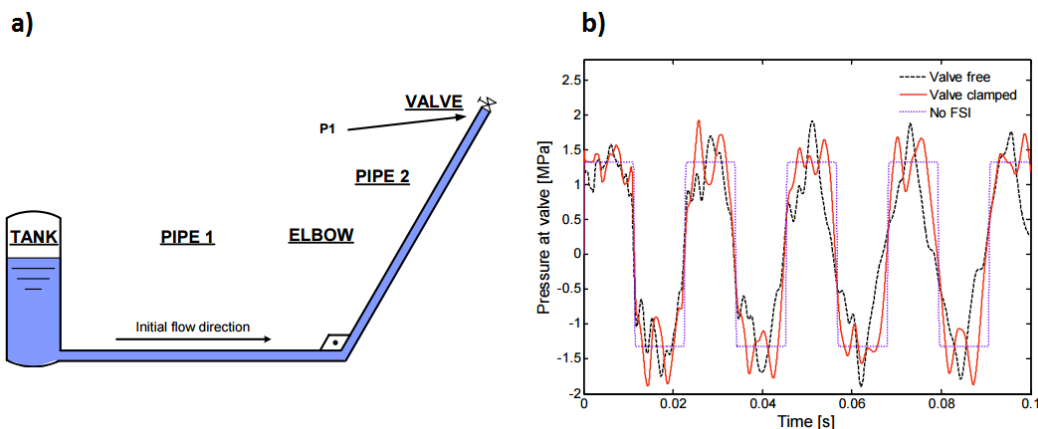 a)
TANK
PIPE 1
Initial flow direction
ELBOW
PIPE 2
P1
VALVE
b)
Pressure at valve [MPa]
2.5
2
1.5
1
0.5
0
-0.5
-1
-1.5
-2
Valve free
Valve clamped
No FSI
0
0.02
0.04
0.06
0.08
0.1
Time [s]